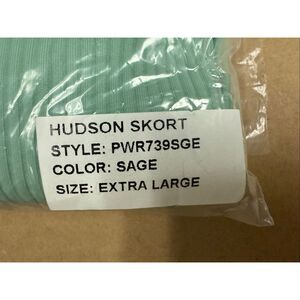 HUDSON SKORT
STYLE: PWR739SGE
COLOR: SAGE
SIZE: EXTRA LARGE